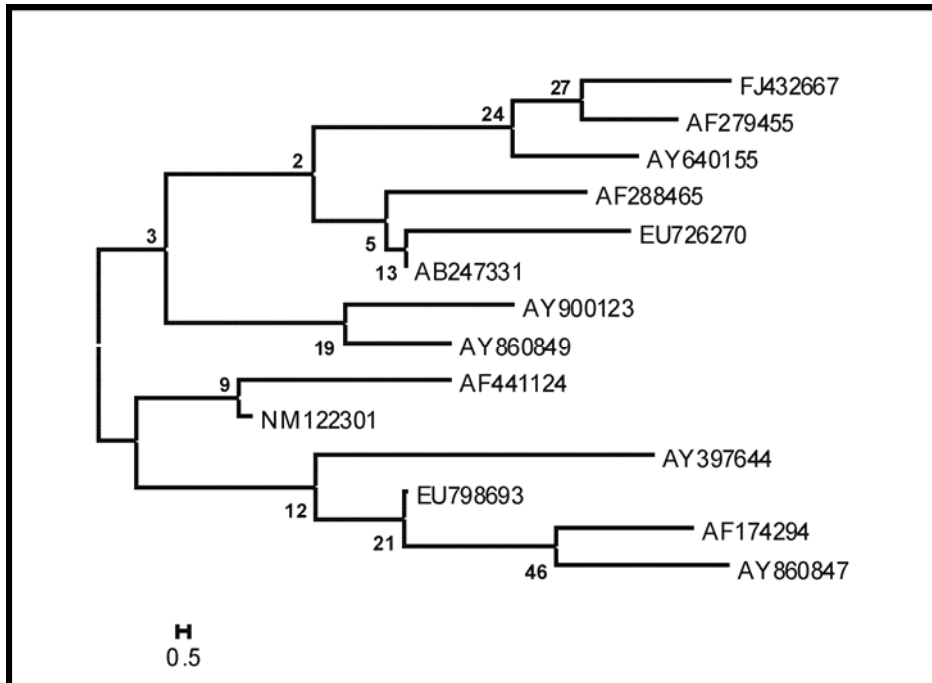 27
FJ432667
24
AF279455
2
AY640155
AF288465
3
5
EU726270
13
AB247331
AY900123
19
AY860849
9
AF441124
NM122301
AY397644
12
EU798693
21
AF174294
46
AY860847
0.5